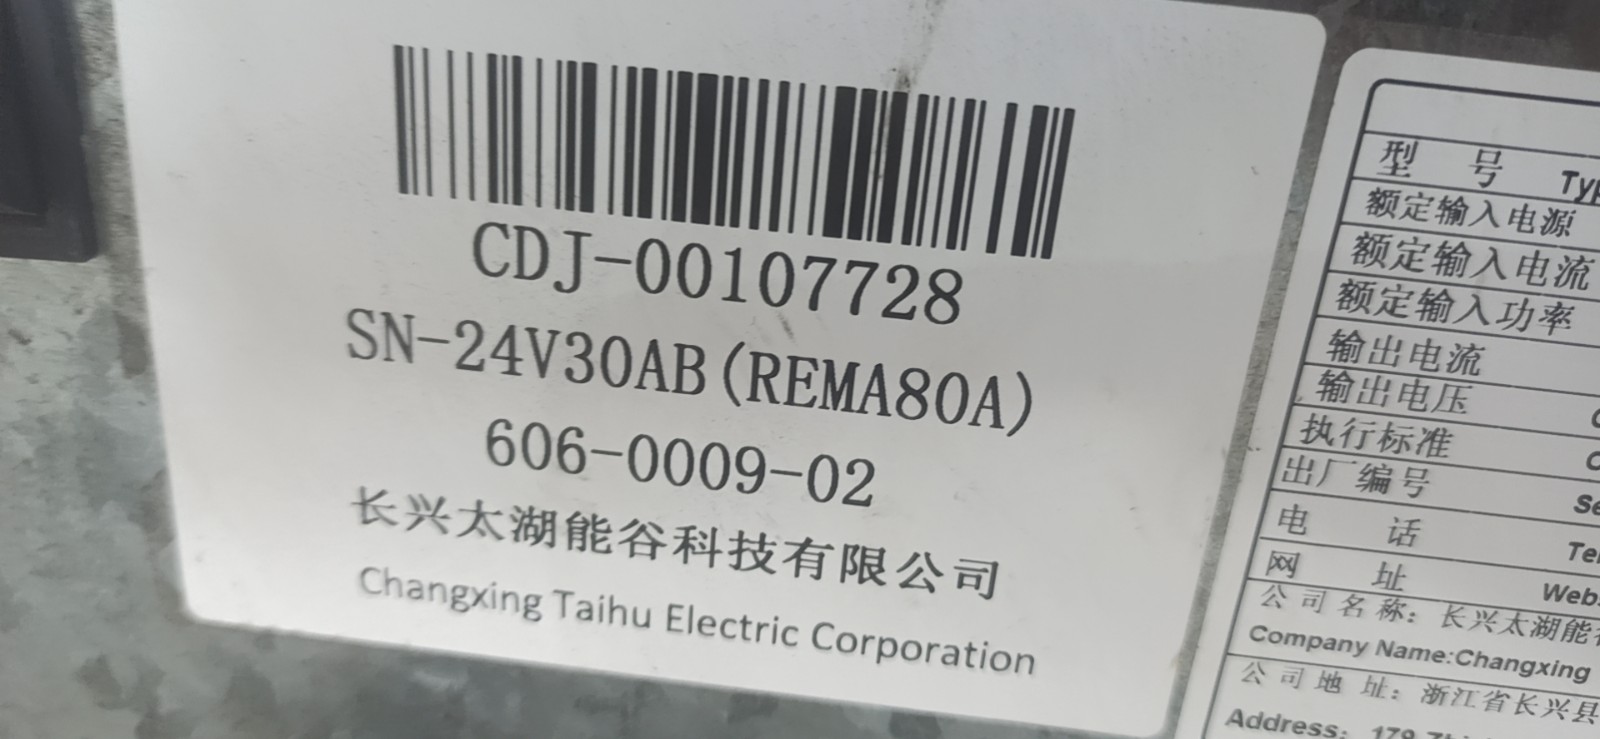 CDJ-00107728
SN-24V30AB(REMA80A)
606-0009-02
长兴太湖能谷科技有限公司
Changxing Taihu Electric Corporation
型 号
额定输入电源
额定输入电流
额定输入功率
输出电流
输出电压
执行标准
出厂编号
电 话
网 址
公司名称：长兴太湖能
Company Name:Changxing
公司地址：浙江省长兴县
Address: